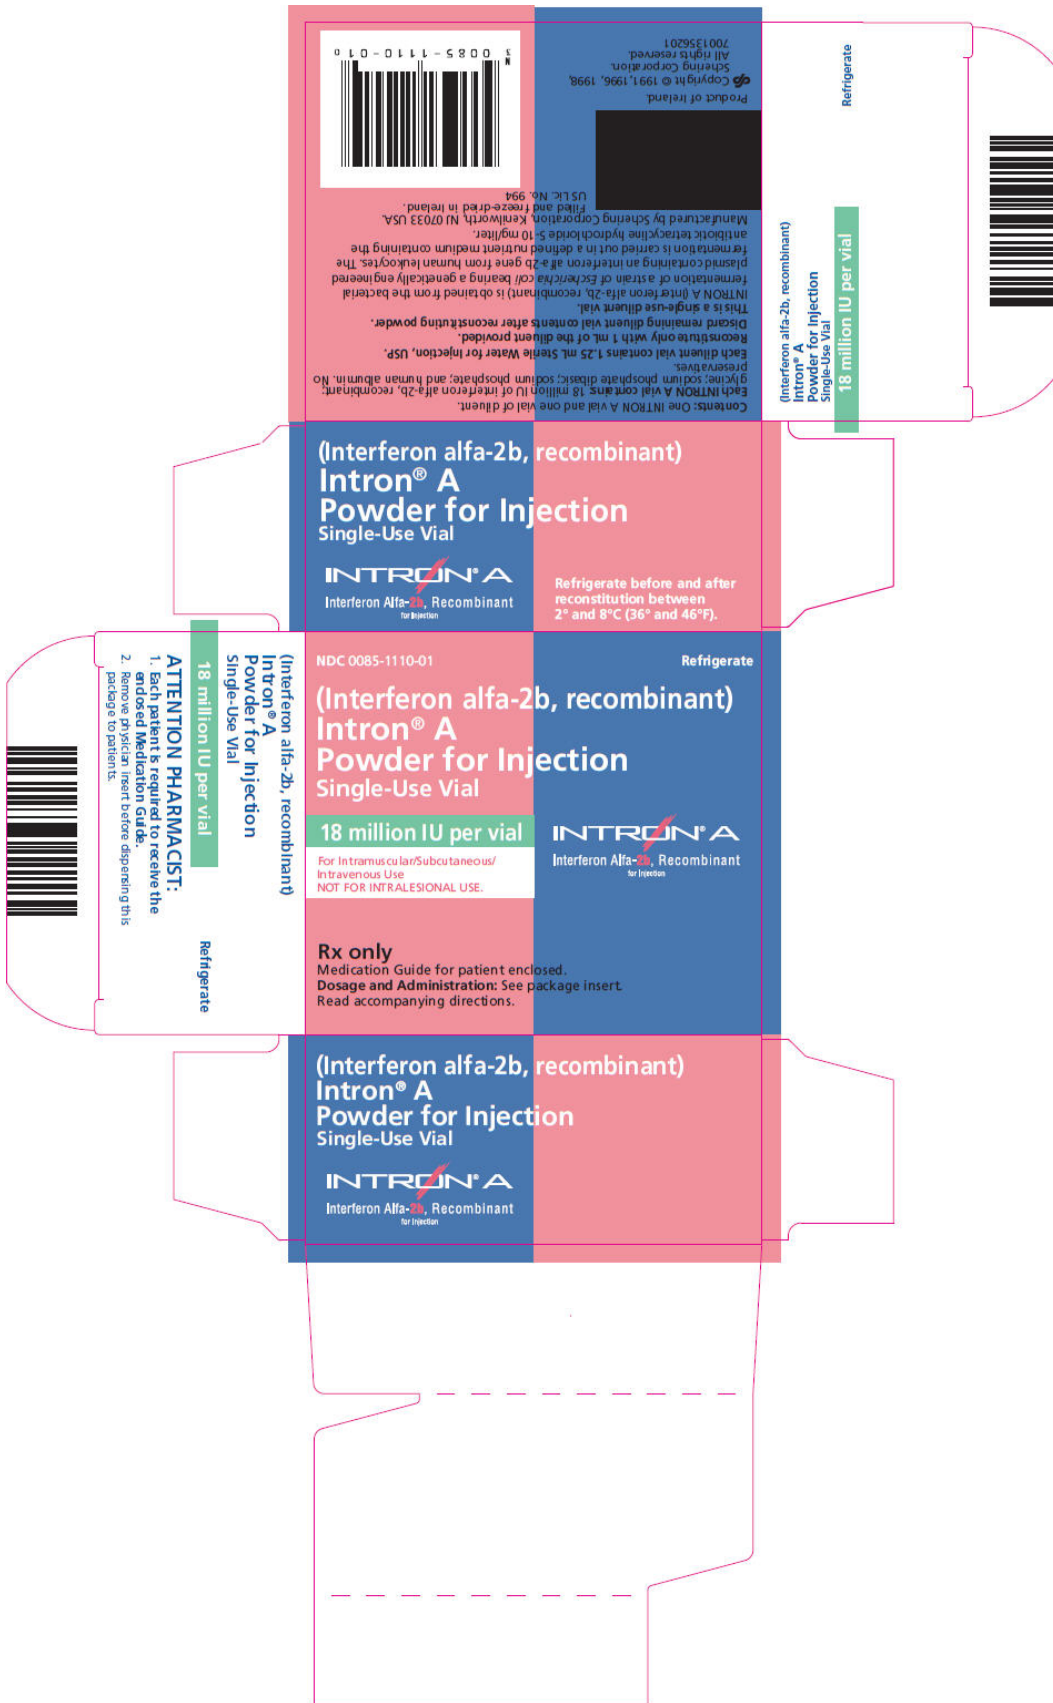 N
3 0085-1110-01 0
Contents: One INTRON A vial and one vial of diluent.
Each INTRON A vial contains: 18 million IU of interferon alfa-2b, recombinant;
glycine; sodium phosphate dibasic; sodium phosphate; and human albumin. No
preservatives.
Each diluent vial contains 1.25 mL Sterile Water for Injection, USP.
Reconstitute only with 1 mL of the diluent provided.
Discard remaining diluent vial contents after reconstituting powder.
This is a single-use diluent vial.
INTRON A (Interferon alfa-2b, recombinant) is obtained from the bacterial
fermentation of a strain of Escherichia coli bearing a genetically engineered
plasmid containing an interferon alfa-2b gene from human leukocytes. The
fermentation is carried out in a defined nutrient medium containing the
antibiotic tetracycline hydrochloride 5-10 mg/liter.
Manufactured by Schering Corporation, Kenilworth, NJ 07033 USA.
Filled and freeze-dried in Ireland.
US Lic. No. 994
Product of Ireland.
Copyright © 1991, 1996, 1998,
Schering Corporation.
All rights reserved.
7001356201
(Interferon alfa-2b, recombinant)
Intron® A
Powder for Injection
Single-Use Vial
18 million IU per vial
Refrigerate
(Interferon alfa-2b, recombinant)
Intron® A
Powder for Injection
Single-Use Vial
INTRON® A
Interferon Alfa-2b, Recombinant
for Injection
Refrigerate before and after
reconstitution between
2° and 8°C (36° and 46°F).
(Interferon alfa-2b, recombinant)
Intron® A
Powder for Injection
Single-Use Vial
18 million IU per vial
Refrigerate
ATTENTION PHARMACIST:
1. Each patient is required to receive the
enclosed Medication Guide.
2. Remove physician insert before dispensing this
package to patients.
NDC 0085-1110-01
Refrigerate
(Interferon alfa-2b, recombinant)
Intron® A
Powder for Injection
Single-Use Vial
18 million IU per vial
For Intramuscular/Subcutaneous/
Intravenous Use
NOT FOR INTRALESIONAL USE.
INTRON® A
Interferon Alfa-2b, Recombinant
for Injection
Rx only
Medication Guide for patient enclosed.
Dosage and Administration: See package insert.
Read accompanying directions.
(Interferon alfa-2b, recombinant)
Intron® A
Powder for Injection
Single-Use Vial
INTRON® A
Interferon Alfa-2b, Recombinant
for Injection